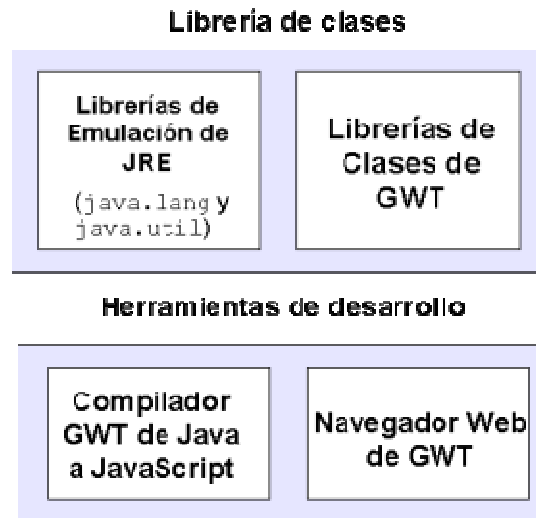 Librería de clases
Librerías de
Emulación de
JRE
(java.lang y
java.util)
Librerías de
Clases de
GWT
Herramientas de desarrollo
Compilador
GWT de Java
a JavaScript
Navegador Web
de GWT